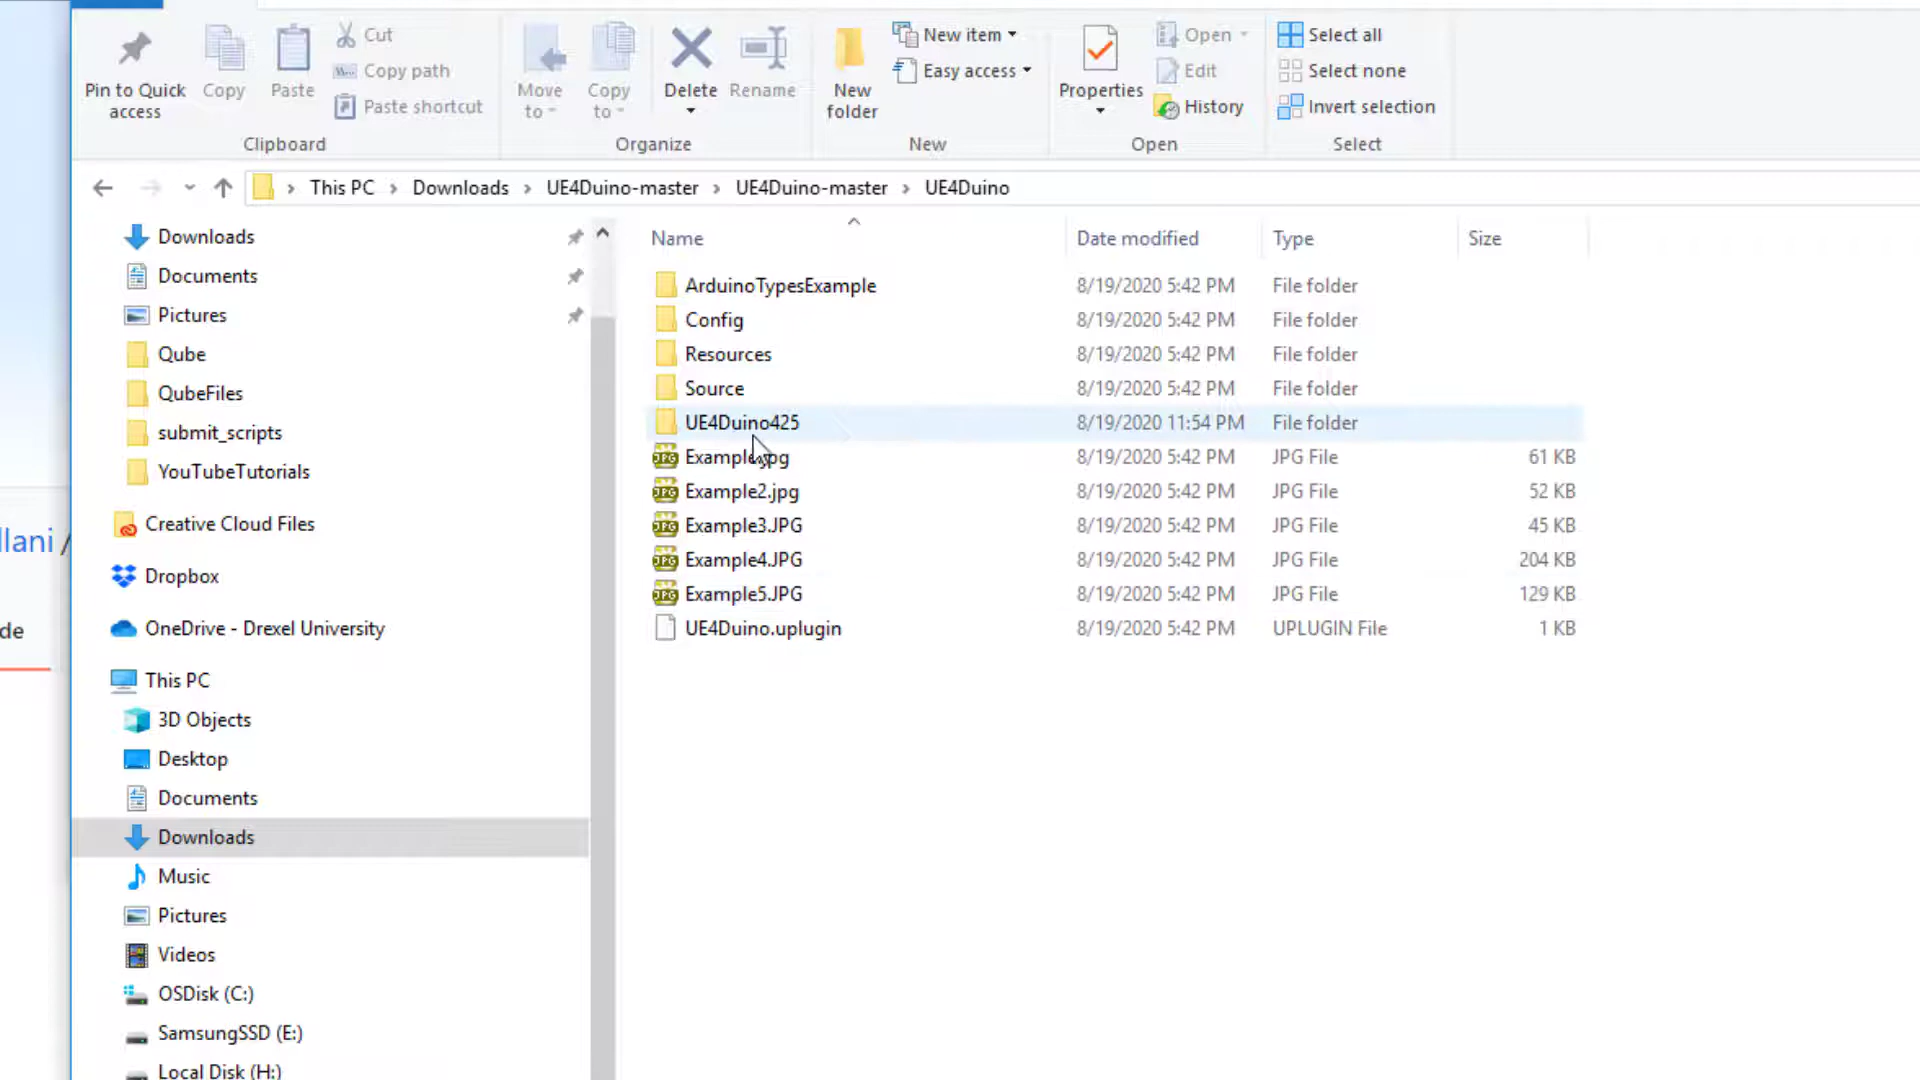 Pin to Quick access
Copy
Paste
Cut
Copy path
Paste shortcut
Clipboard
Move to
Copy to
Delete
Rename
Organize
New folder
New item
Easy access
New
Properties
Open
Edit
History
Open
Select all
Select none
Invert selection
Select
This PC > Downloads > UE4Duino-master > UE4Duino-master > UE4Duino
Downloads
Documents
Pictures
Qube
QubeFiles
submit_scripts
YouTubeTutorials
Creative Cloud Files
Dropbox
OneDrive - Drexel University
This PC
3D Objects
Desktop
Documents
Downloads
Music
Pictures
Videos
OSDisk (C:)
SamsungSSD (E:)
Local Disk (H:)
Name Date modified Type Size
ArduinoTypesExample 8/19/2020 5:42 PM File folder
Config 8/19/2020 5:42 PM File folder
Resources 8/19/2020 5:42 PM File folder
Source 8/19/2020 5:42 PM File folder
UE4Duino425 8/19/2020 11:54 PM File folder
Example.jpg 8/19/2020 5:42 PM JPG File 61 KB
Example2.jpg 8/19/2020 5:42 PM JPG File 52 KB
Example3.JPG 8/19/2020 5:42 PM JPG File 45 KB
Example4.JPG 8/19/2020 5:42 PM JPG File 204 KB
Example5.JPG 8/19/2020 5:42 PM JPG File 129 KB
UE4Duino.uplugin 8/19/2020 5:42 PM UPLUGIN File 1 KB
llani /
de